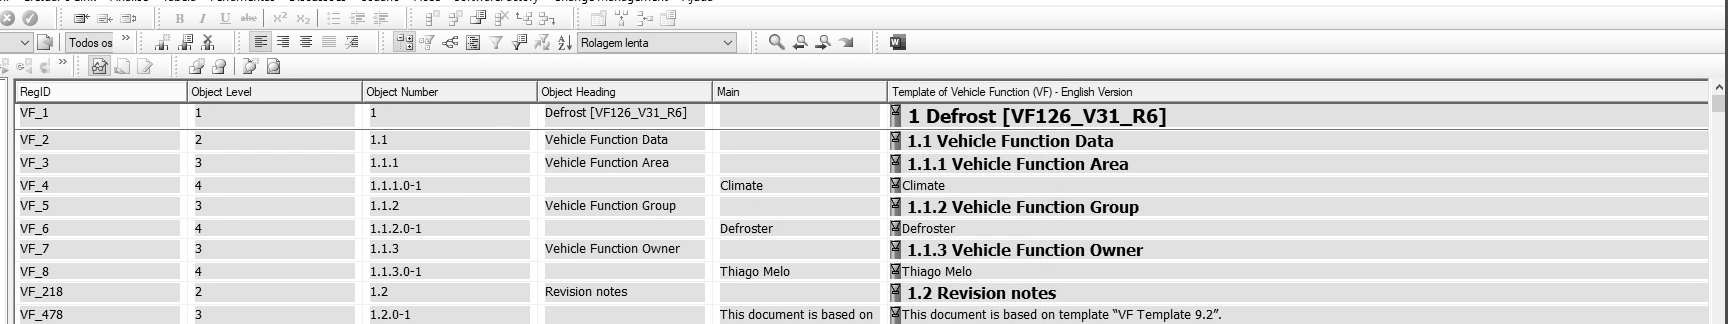 Todos os
Rolagem lenta
RegID Object Level Object Number Object Heading Main Template of Vehicle Function (VF) - English Version
VF_1 1 1 Defrost [VF126_V31_R6] 1 Defrost [VF126_V31_R6]
VF_2 2 1.1 Vehicle Function Data 1.1 Vehicle Function Data
VF_3 3 1.1.1 Vehicle Function Area 1.1.1 Vehicle Function Area
VF_4 4 1.1.1.0-1 Climate Climate
VF_5 3 1.1.2 Vehicle Function Group 1.1.2 Vehicle Function Group
VF_6 4 1.1.2.0-1 Defroster Defroster
VF_7 3 1.1.3 Vehicle Function Owner 1.1.3 Vehicle Function Owner
VF_8 4 1.1.3.0-1 Thiago Melo Thiago Melo
VF_218 2 1.2 Revision notes 1.2 Revision notes
VF_478 3 1.2.0-1 This document is based on This document is based on template “VF Template 9.2”.